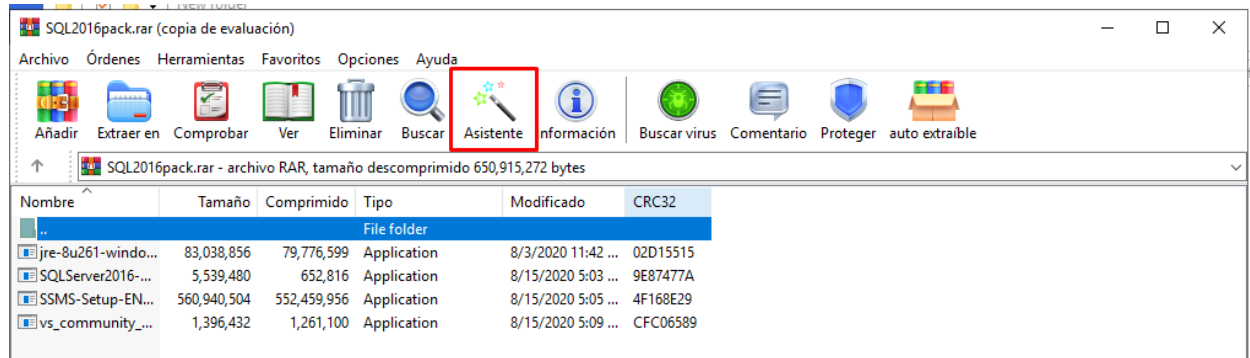 New folder
SQL2016pack.rar (copia de evaluación)
Archivo Órdenes Herramientas Favoritos Opciones Ayuda
Añadir Extraer en Comprobar Ver Eliminar Buscar Asistente nformación Buscar virus Comentario Proteger auto extraíble
SQL2016pack.rar - archivo RAR, tamaño descomprimido 650,915,272 bytes
Nombre Tamaño Comprimido Tipo Modificado CRC32
.. File folder
jre-8u261-windo... 83,038,856 79,776,599 Application 8/3/2020 11:42 ... 02D15515
SQLServer2016-... 5,539,480 652,816 Application 8/15/2020 5:03 ... 9E87477A
SSMS-Setup-EN... 560,940,504 552,459,956 Application 8/15/2020 5:05 ... 4F168E29
vs_community_... 1,396,432 1,261,100 Application 8/15/2020 5:09 ... CFC06589